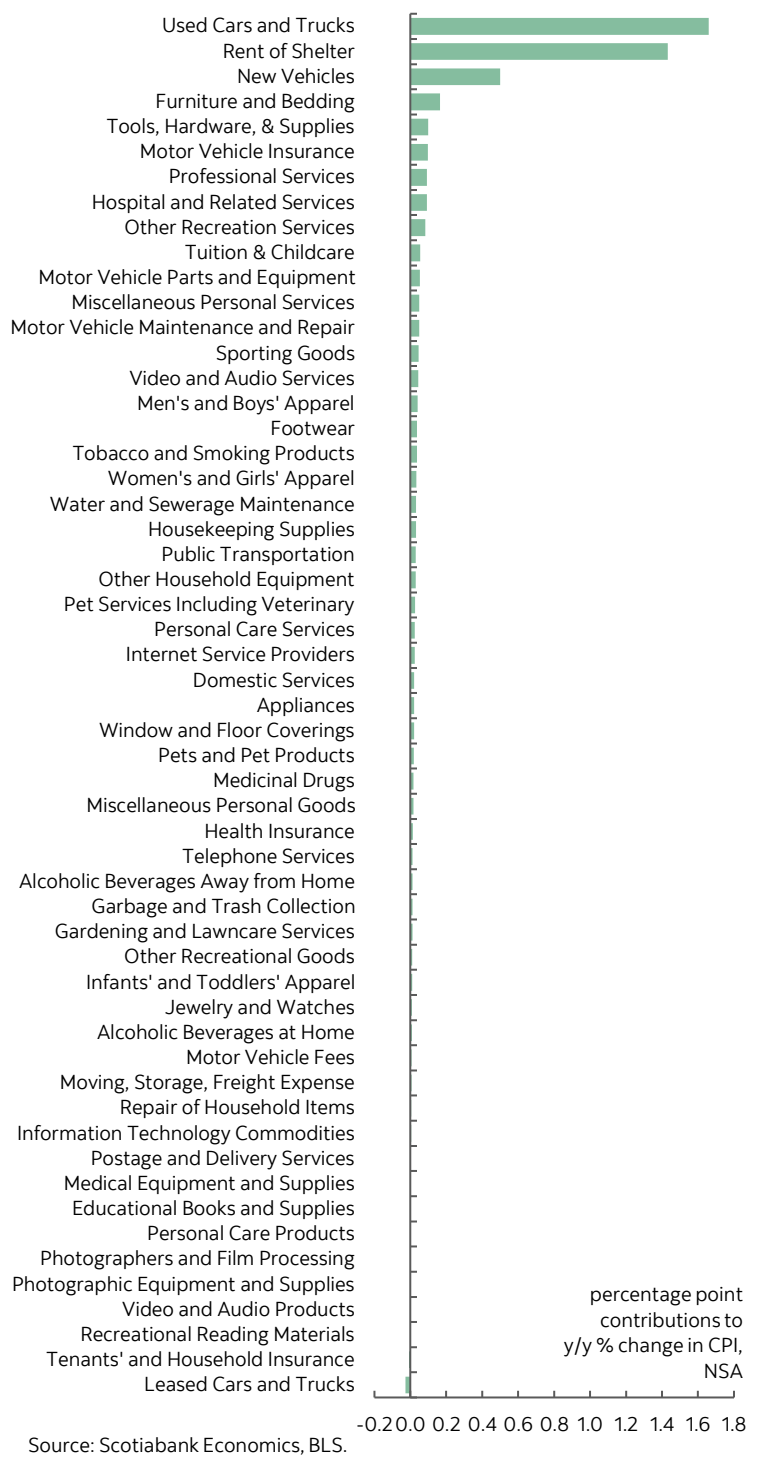 Used Cars and Trucks
Rent of Shelter
New Vehicles
Furniture and Bedding
Tools, Hardware, & Supplies
Motor Vehicle Insurance
Professional Services
Hospital and Related Services
Other Recreation Services
Tuition & Childcare
Motor Vehicle Parts and Equipment
Miscellaneous Personal Services
Motor Vehicle Maintenance and Repair
Sporting Goods
Video and Audio Services
Men's and Boys' Apparel
Footwear
Tobacco and Smoking Products
Women's and Girls' Apparel
Water and Sewerage Maintenance
Housekeeping Supplies
Public Transportation
Other Household Equipment
Pet Services Including Veterinary
Personal Care Services
Internet Service Providers
Domestic Services
Appliances
Window and Floor Coverings
Pets and Pet Products
Medicinal Drugs
Miscellaneous Personal Goods
Health Insurance
Telephone Services
Alcoholic Beverages Away from Home
Garbage and Trash Collection
Gardening and Lawncare Services
Other Recreational Goods
Infants' and Toddlers' Apparel
Jewelry and Watches
Alcoholic Beverages at Home
Motor Vehicle Fees
Moving, Storage, Freight Expense
Repair of Household Items
Information Technology Commodities
Postage and Delivery Services
Medical Equipment and Supplies
Educational Books and Supplies
Personal Care Products
Photographers and Film Processing
Photographic Equipment and Supplies
Video and Audio Products
Recreational Reading Materials
Tenants' and Household Insurance
Leased Cars and Trucks
percentage point
contributions to
y/y % change in CPI,
NSA
-0.2 0.0 0.2 0.4 0.6 0.8 1.0 1.2 1.4 1.6 1.8
Source: Scotiabank Economics, BLS.